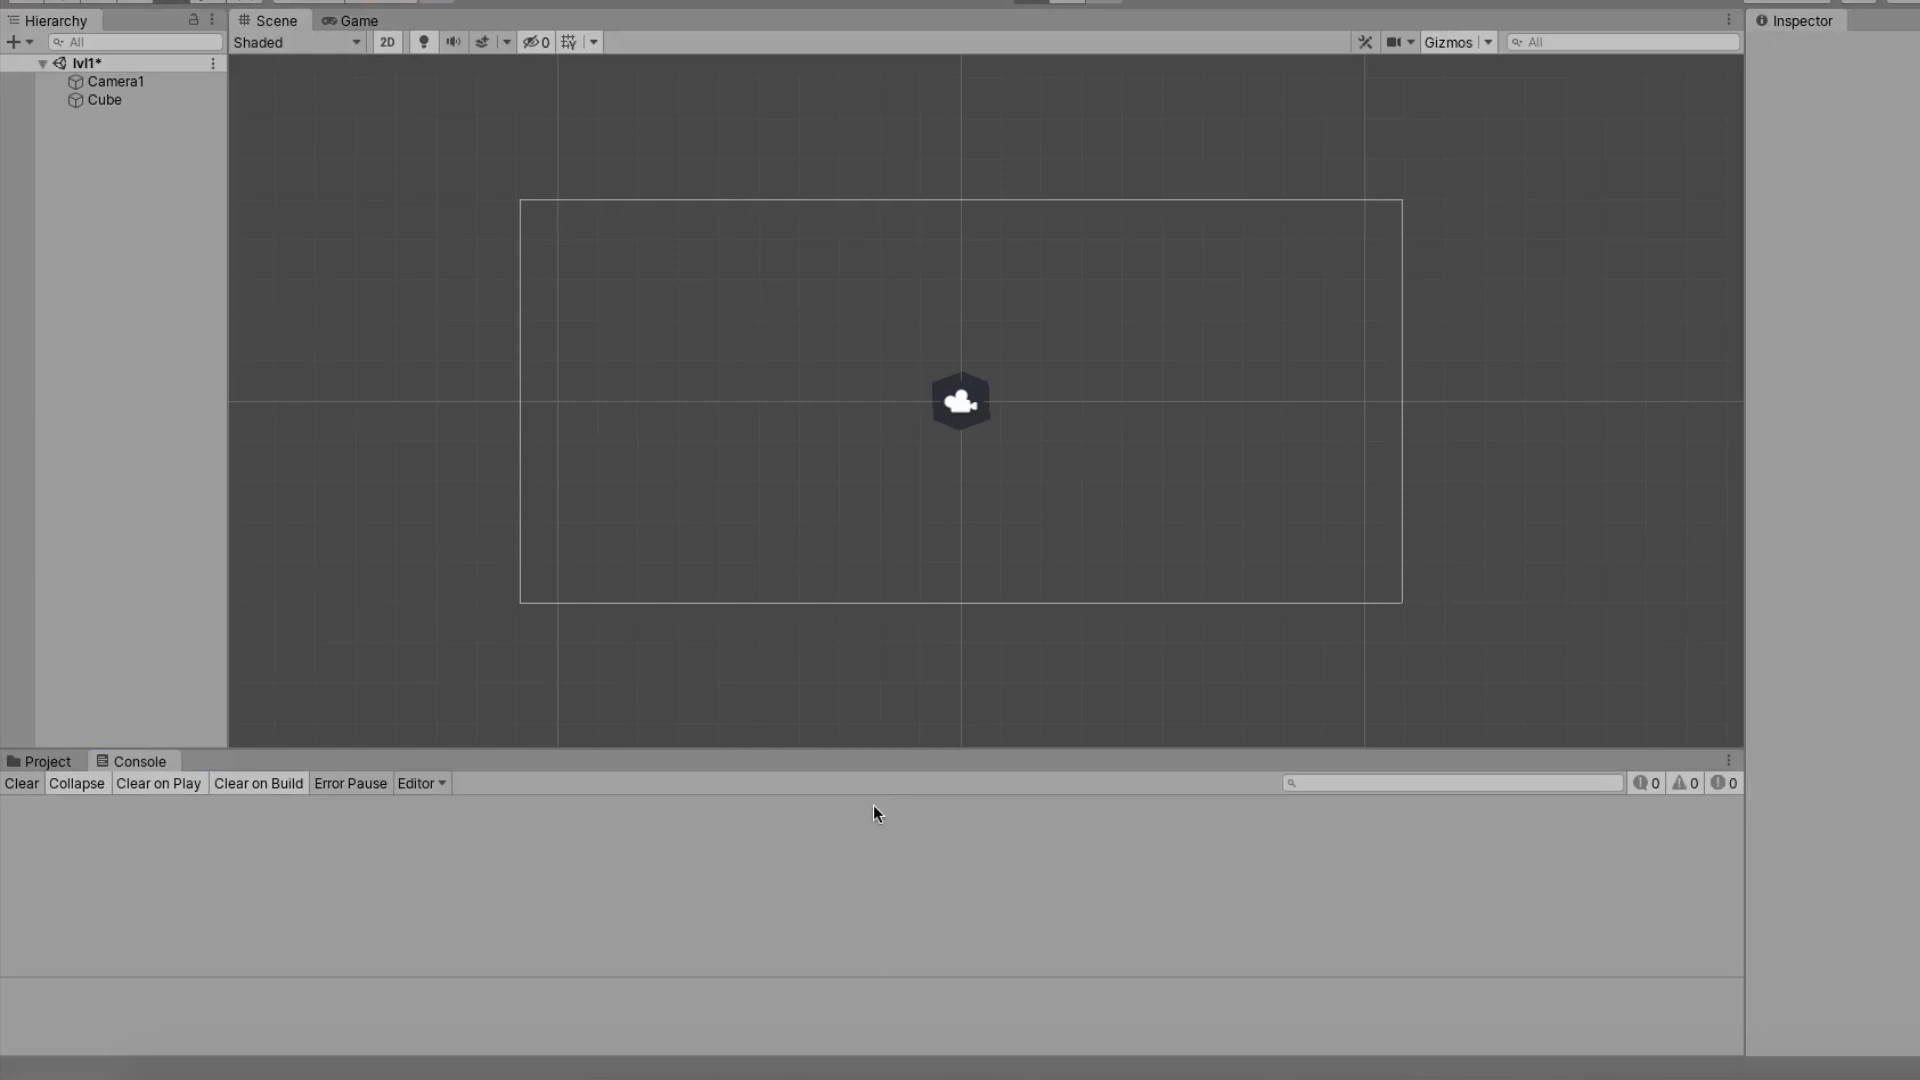 Hierarchy
Scene
Game
Inspector
All
Shaded
2D
0
Gizmos
All
lvl1*
Camera1
Cube
Project
Console
Clear
Collapse
Clear on Play
Clear on Build
Error Pause
Editor
0
0
0